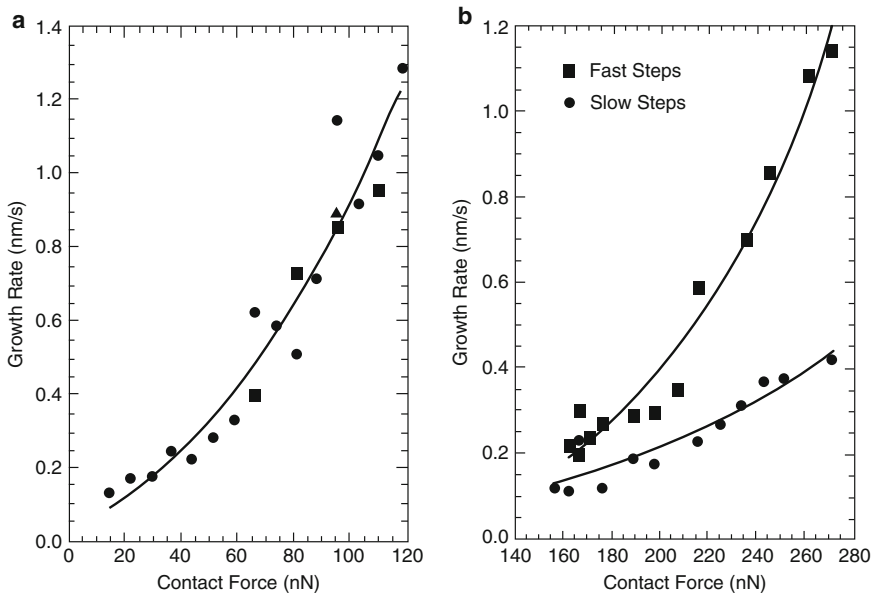 a
1.4
1.2
1.0
0.8
0.6
0.4
0.2
0.0
Growth Rate (nm/s)
0 20 40 60 80 100 120
Contact Force (nN)
b
1.2
1.0
0.8
0.6
0.4
0.2
0.0
Growth Rate (nm/s)
Fast Steps
Slow Steps
140 160 180 200 220 240 260 280
Contact Force (nN)